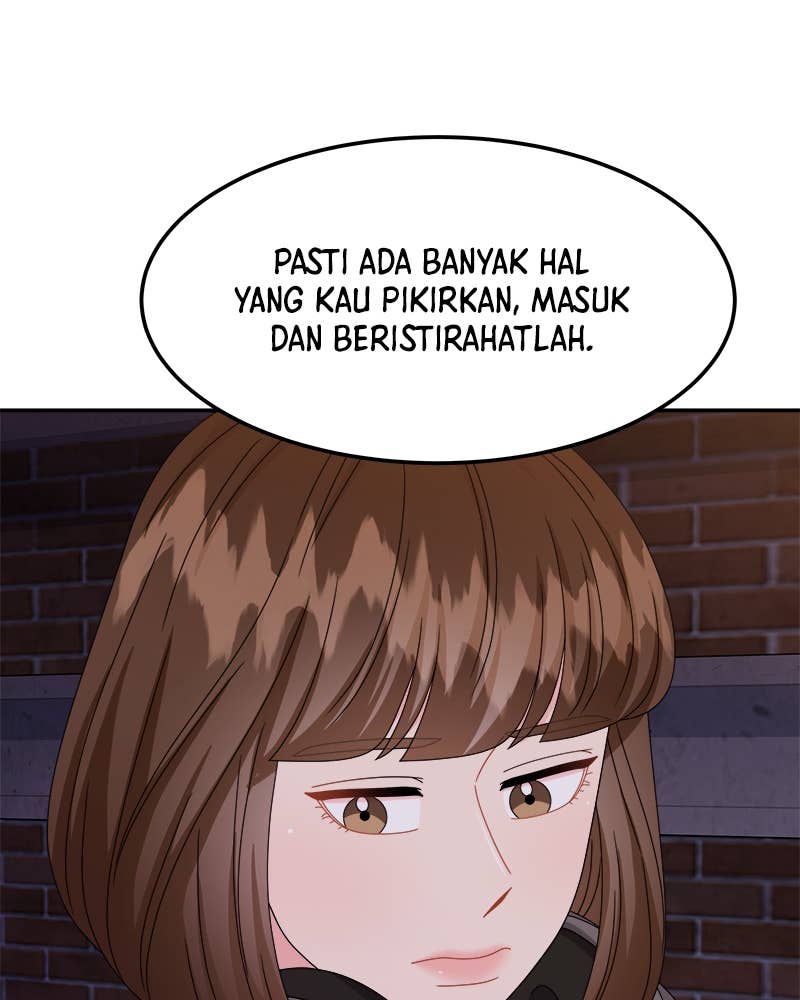 PASTI ADA BANYAK HAL
YANG KAU PIKIRKAN, MASUK
DAN BERISTIRAHATLAH.